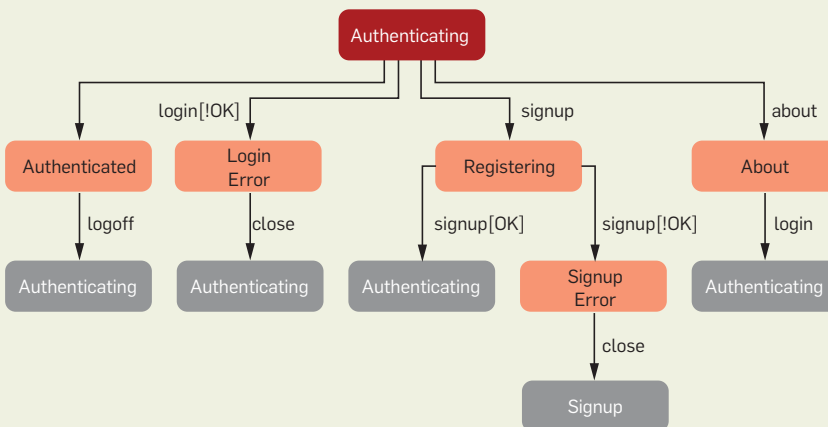 Authenticating
login[!OK]
signup
about
Authenticated
Login
Error
Registering
About
logoff
close
signup[OK]
signup[!OK]
login
Authenticating
Authenticating
Authenticating
Signup
Error
Authenticating
close
Signup